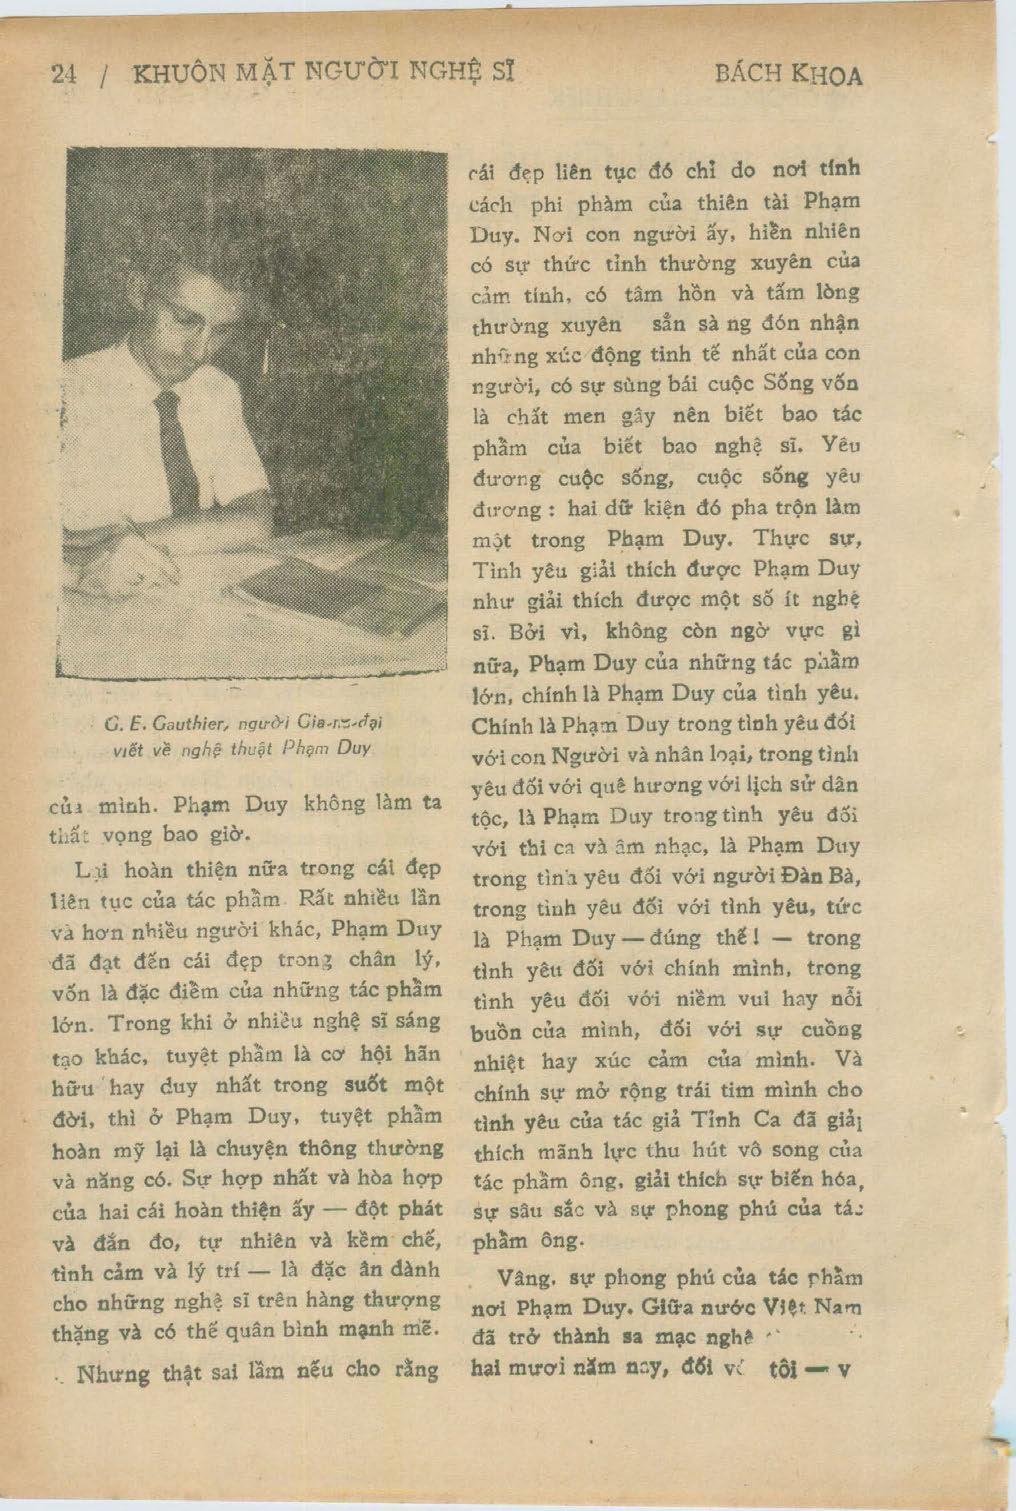 24 / KHUÔN MẶT NGƯỜI NGHỆ SĨ
BÁCH KHOA
G. E. Gauthier, người Gia-nã-đại
viết về nghệ thuật Phạm Duy
của mình. Phạm Duy không làm ta
thất vọng bao giờ.
Lại hoàn thiện nữa trong cái đẹp
liên tục của tác phầm. Rất nhiều lần
và hơn nhiều người khác, Phạm Duy
đã đạt đến cái đẹp trong chân lý,
vốn là đặc điềm của những tác phầm
lớn. Trong khi ở nhiều nghệ sĩ sáng
tạo khác, tuyệt phầm là cơ hội hãn
hữu hay duy nhất trong suốt một
đời, thì ở Phạm Duy, tuyệt phầm
hoàn mỹ lại là chuyện thông thường
và năng có. Sự hợp nhất và hòa hợp
của hai cái hoàn thiện ấy — đột phát
và đắn đo, tự nhiên và kềm chế,
tình cảm và lý trí — là đặc ân dành
cho những nghệ sĩ trên hàng thượng
thặng và có thế quân bình mạnh mẽ.
Nhưng thật sai lầm nếu cho rằng
cái đẹp liên tục đó chỉ do nơi tính
cách phi phàm của thiên tài Phạm
Duy. Nơi con người ấy, hiền nhiên
có sự thức tỉnh thường xuyên của
cảm tính, có tâm hồn và tấm lòng
thường xuyên sẳn sà ng đón nhận
những xúc động tinh tế nhất của con
người, có sự sùng bái cuộc Sống vốn
là chất men gây nên biết bao tác
phầm của biết bao nghệ sĩ. Yêu
đương cuộc sống, cuộc sống yêu
đương : hai dữ kiện đó pha trộn làm
một trong Phạm Duy. Thực sự,
Tình yêu giải thích được Phạm Duy
như giải thích được một số ít nghệ
sĩ. Bởi vì, không còn ngờ vực gì
nữa, Phạm Duy của những tác phầm
lớn, chính là Phạm Duy của tình yêu.
Chính là Phạm Duy trong tình yêu đối
với con Người và nhân loại, trong tình
yêu đối với quê hương với lịch sử dân
tộc, là Phạm Duy trong tình yêu đối
với thi ca và âm nhạc, là Phạm Duy
trong tình yêu đối với người Đàn Bà,
trong tình yêu đối với tình yêu, tức
là Phạm Duy — đúng thế ! — trong
tình yêu đối với chính mình, trong
tình yêu đối với niềm vui hay nỗi
buồn của mình, đối với sự cuồng
nhiệt hay xúc cảm của mình. Và
chính sự mở rộng trái tim mình cho
tình yêu của tác giả Tình Ca đã giải
thích mãnh lực thu hút vô song của
tác phầm ông, giải thích sự biến hóa,
sự sâu sắc và sự phong phú của tác
phầm ông.
Vâng, sự phong phú của tác phầm
nơi Phạm Duy. Giữa nước Việt Nam
đã trở thành sa mạc nghệ
hai mươi năm nay, đối tôi —